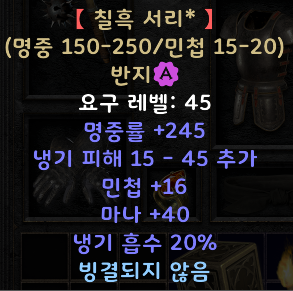 【 칠흑 서리* 】
(명중 150-250/민첩 15-20)
반지 A
요구 레벨: 45
명중률 +245
냉기 피해 15 - 45 추가
민첩 +16
마나 +40
냉기 흡수 20%
빙결되지 않음